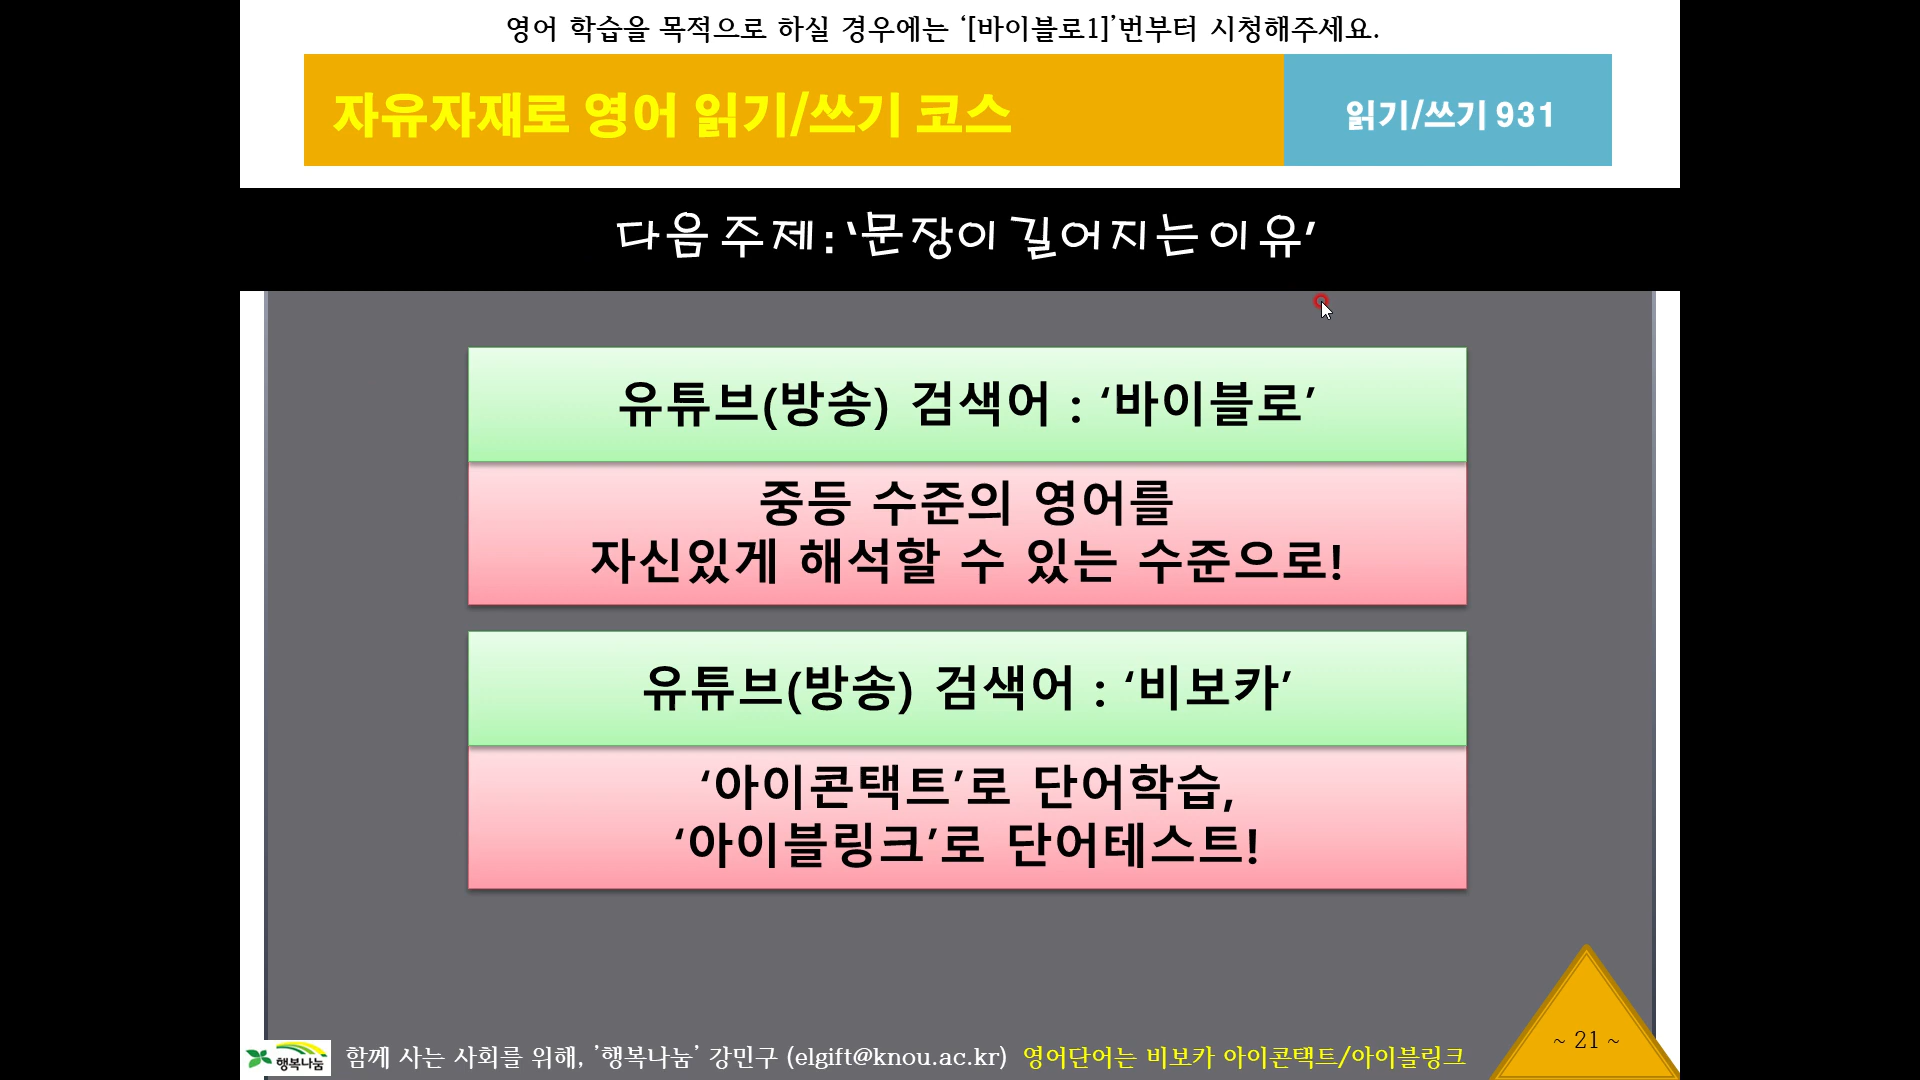 영어 학습을 목적으로 하실 경우에는 ‘[바이블로1]’번부터 시청해주세요.
자유자재로 영어 읽기/쓰기 코스
읽기/쓰기 931
다음 주제 : ‘문장이 길어지는 이유’
유튜브(방송) 검색어 : ‘바이블로’
중등 수준의 영어를
자신있게 해석할 수 있는 수준으로!
유튜브(방송) 검색어 : ‘비보카’
‘아이콘택트’로 단어학습,
‘아이블링크’로 단어테스트!
~ 21 ~
행복나눔
함께 사는 사회를 위해, ’행복나눔’ 강민구 (elgift@knou.ac.kr) 영어단어는 비보카 아이콘택트/아이블링크